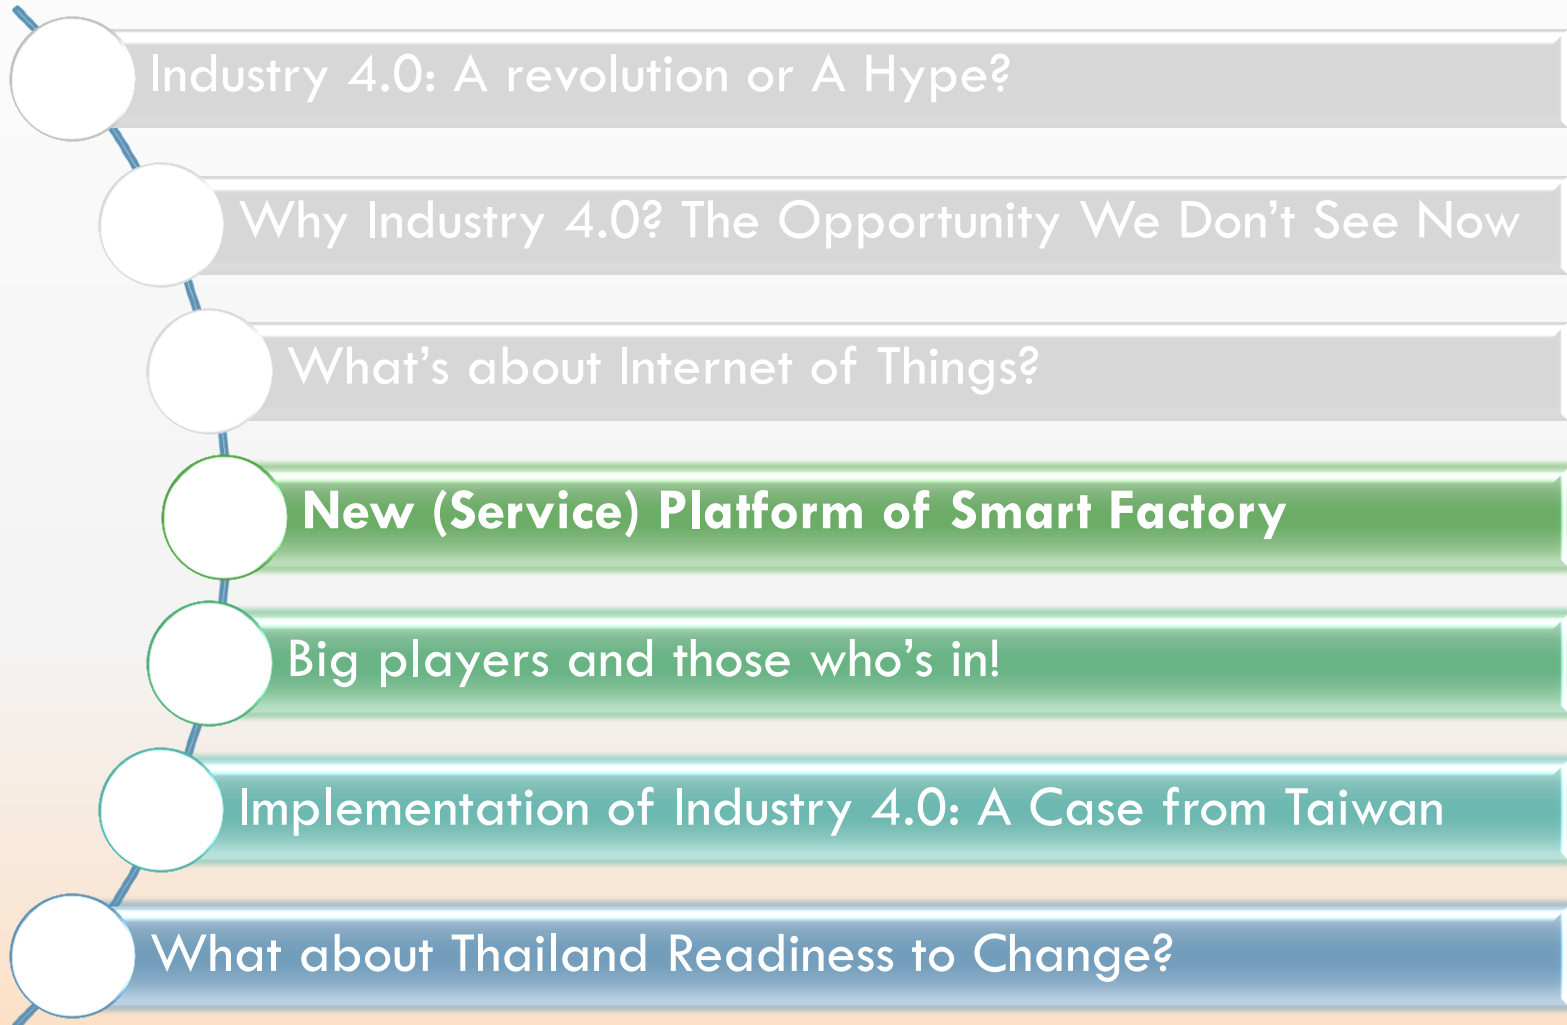 Industry 4.0: A revolution or A Hype?
Why Industry 4.0? The Opportunity We Don’t See Now
What’s about Internet of Things?
New (Service) Platform of Smart Factory
Big players and those who’s in!
Implementation of Industry 4.0: A Case from Taiwan
What about Thailand Readiness to Change?